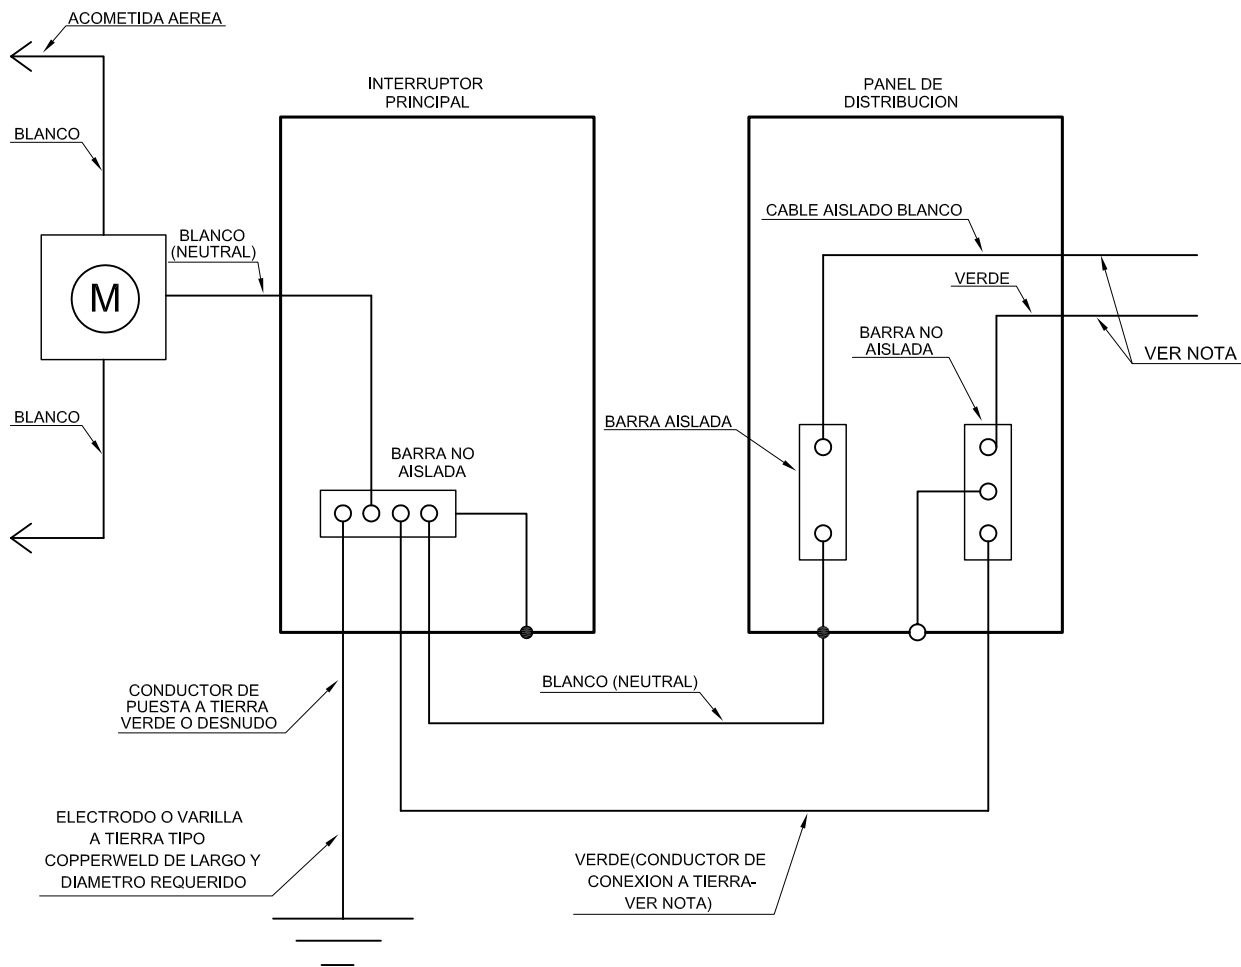 ACOMETIDA AEREA
INTERRUPTOR
PRINCIPAL
PANEL DE
DISTRIBUCION
BLANCO
CABLE AISLADO BLANCO
BLANCO
(NEUTRAL)
VERDE
M
BARRA NO
AISLADA
VER NOTA
BLANCO
BARRA AISLADA
BARRA NO
AISLADA
BLANCO (NEUTRAL)
CONDUCTOR DE
PUESTA A TIERRA
VERDE O DESNUDO
ELECTRODO O VARILLA
A TIERRA TIPO
COPPERWELD DE LARGO Y
DIAMETRO REQUERIDO
VERDE(CONDUCTOR DE
CONEXION A TIERRA-
VER NOTA)